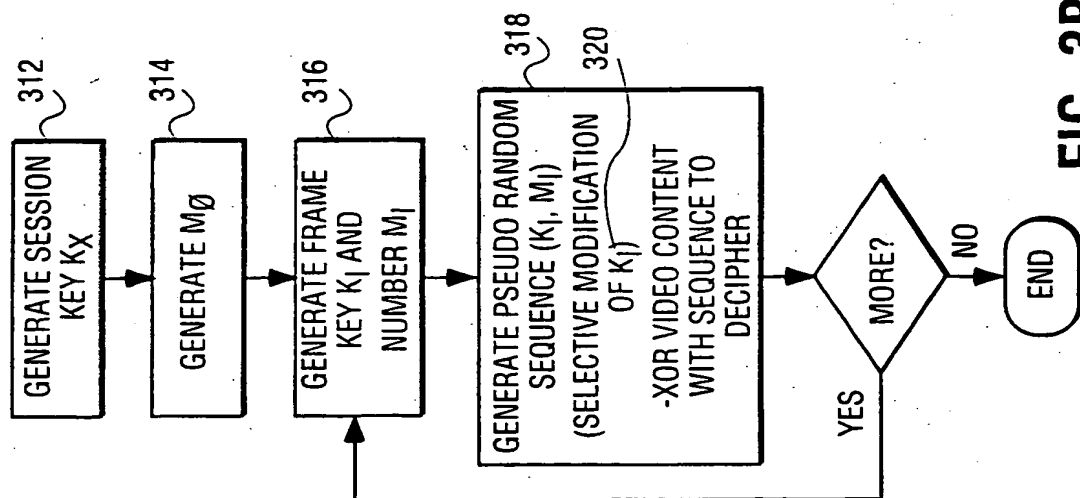 312
GENERATE SESSION
KEY Kx
314
GENERATE MØ
316
GENERATE FRAME
KEY KI AND
NUMBER MI
318
320
GENERATE PSEUDO RANDOM
SEQUENCE (KI, MI)
(SELECTIVE MODIFICATION
OF KI)
-XOR VIDEO CONTENT
WITH SEQUENCE TO
DECIPHER
MORE?
YES
NO
END
FIG.